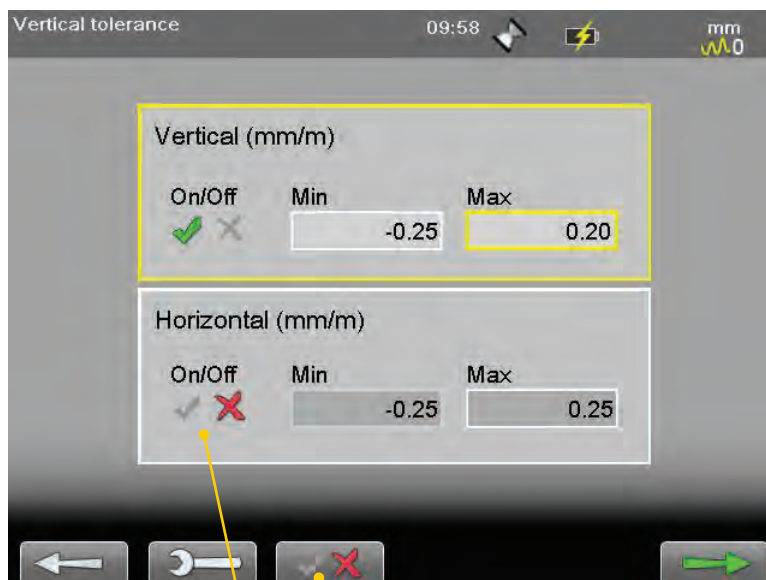 Vertical tolerance 09:58 mm
0
Vertical (mm/m)
On/Off Min Max
-0.25 0.20
Horizontal (mm/m)
On/Off Min Max
-0.25 0.25